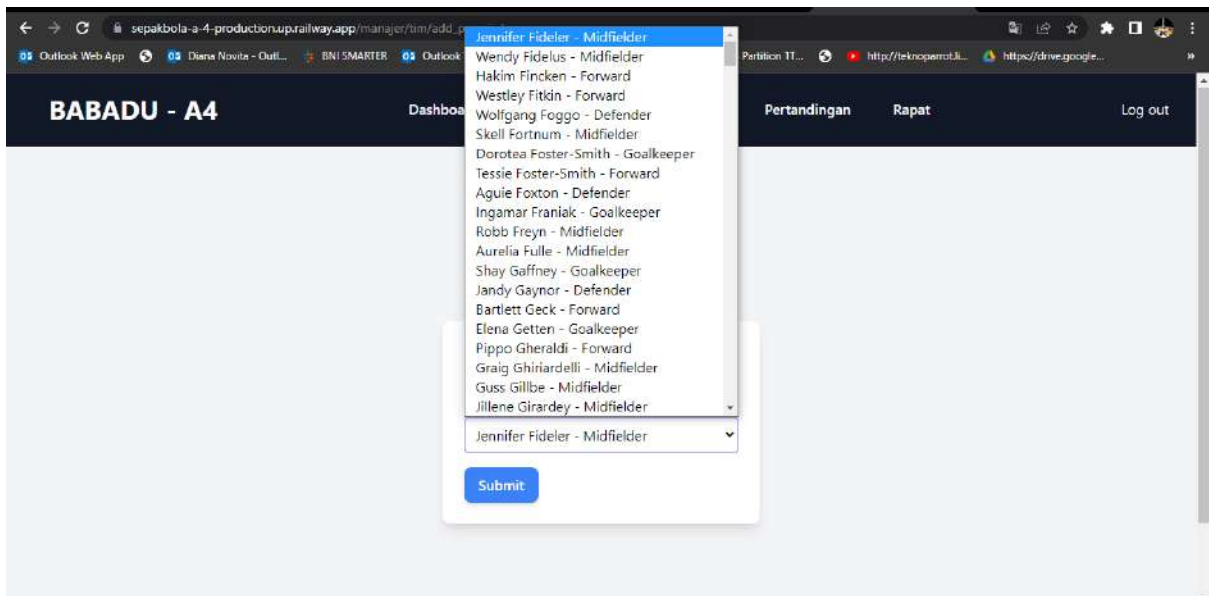 sepakbola-a-4-production.up.railway.app/manajer/tim/add_p
Outlook Web App Diana Novita - Outl... BNI SMARTER Outlook Partition 1T... http://teknoparrot.li... https://drive.google... »
BABADU - A4 Dashboa Pertandingan Rapat Log out
Jennifer Fideler - Midfielder
Wendy Fidelus - Midfielder
Hakim Fincken - Forward
Westley Fitkin - Forward
Wolfgang Foggo - Defender
Skell Fortnum - Midfielder
Dorotea Foster-Smith - Goalkeeper
Tessie Foster-Smith - Forward
Aguie Foxton - Defender
Ingamar Franiak - Goalkeeper
Robb Freyn - Midfielder
Aurelia Fulle - Midfielder
Shay Gaffney - Goalkeeper
Jandy Gaynor - Defender
Bartlett Geck - Forward
Elena Getten - Goalkeeper
Pippo Gheraldi - Forward
Graig Ghiriardelli - Midfielder
Guss Gillbe - Midfielder
Jillene Girardey - Midfielder
Jennifer Fideler - Midfielder
Submit